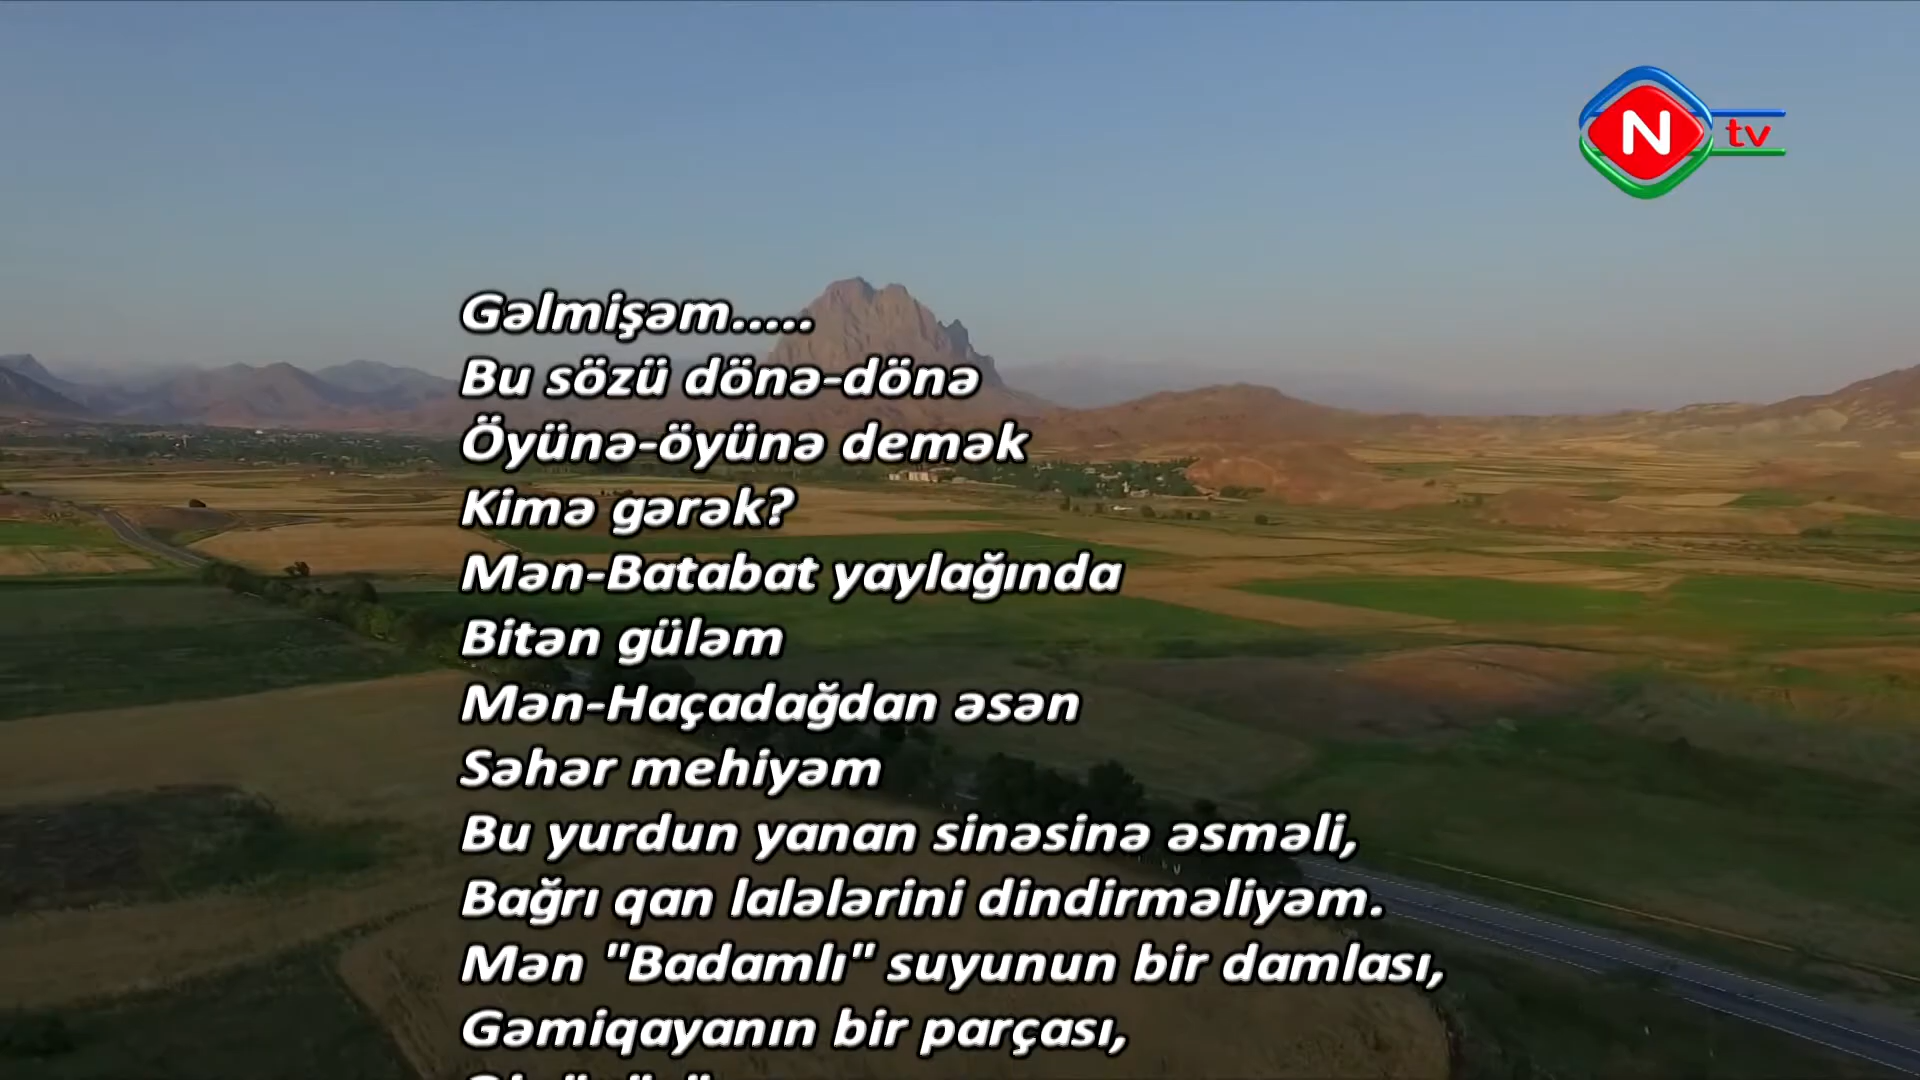 N tv
Gəlmişəm.....
Bu sözü dönə-dönə
Öyünə-öyünə demək
Kimə gərək?
Mən-Batabat yaylağında
Bitən güləm
Mən-Haçadağdan əsən
Səhər mehiyəm
Bu yurdun yanan sinəsinə əsməli,
Bağrı qan lalələrini dindirməliyəm.
Mən "Badamlı" suyunun bir damlası,
Gəmiqayanın bir parçası,